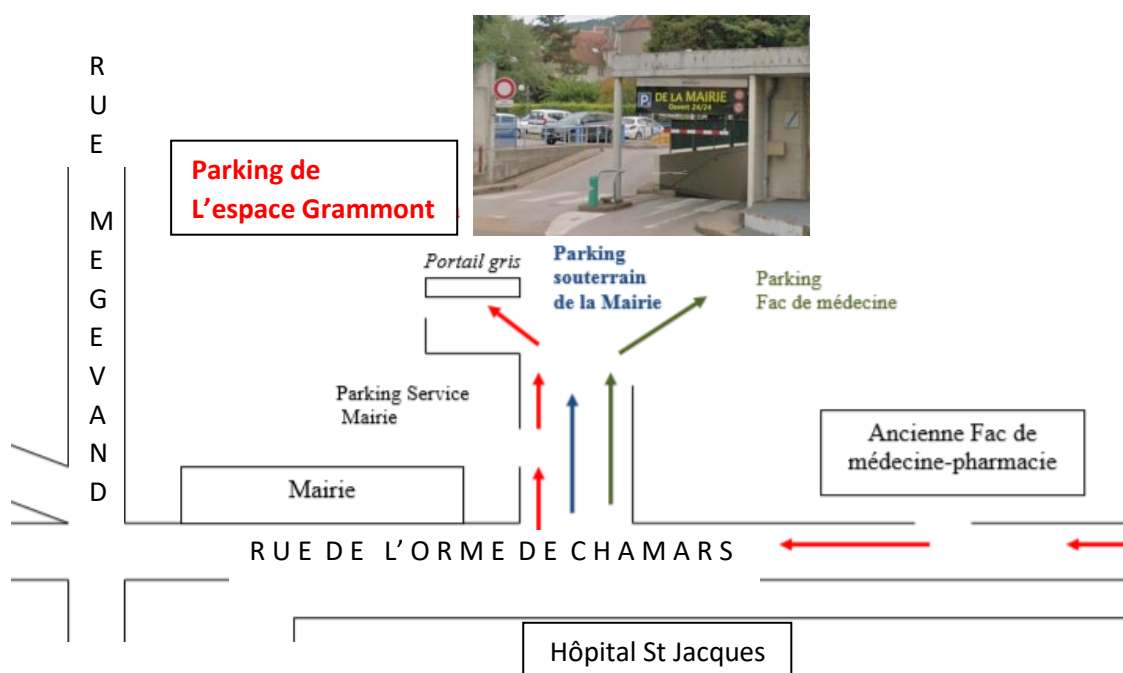 RUE MEGEVAND
Parking de
L’espace Grammont
P DE LA MAIRIE
Ouvert 24/24
Portail gris
Parking
souterrain
de la Mairie
Parking
Fac de médecine
Parking Service
Mairie
Ancienne Fac de
médecine-pharmacie
Mairie
RUE DE L’ORME DE CHAMARS
Hôpital St Jacques